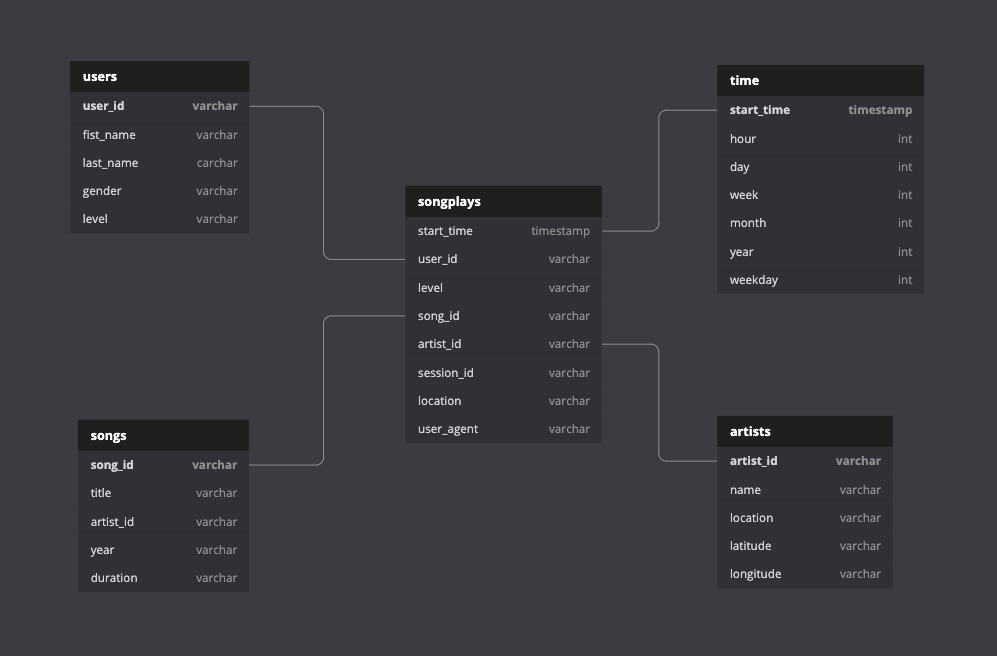 users
user_id varchar
fist_name varchar
last_name carchar
gender varchar
level varchar
time
start_time timestamp
hour int
day int
week int
month int
year int
weekday int
songplays
start_time timestamp
user_id varchar
level varchar
song_id varchar
artist_id varchar
session_id varchar
location varchar
user_agent varchar
songs
song_id varchar
title varchar
artist_id varchar
year varchar
duration varchar
artists
artist_id varchar
name varchar
location varchar
latitude varchar
longitude varchar